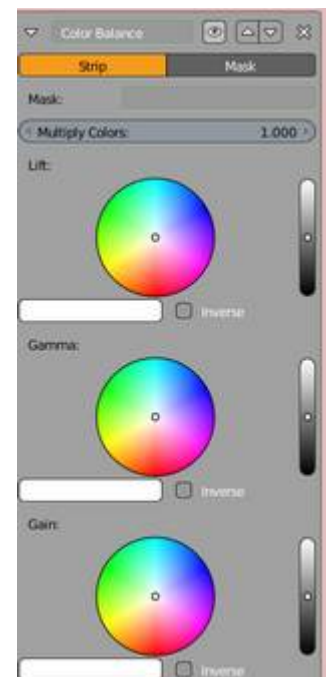 Color Balance
Strip Mask
Mask:
Multiply Colors: 1.000
Lift:
Inverse
Gamma:
Inverse
Gain:
Inverse